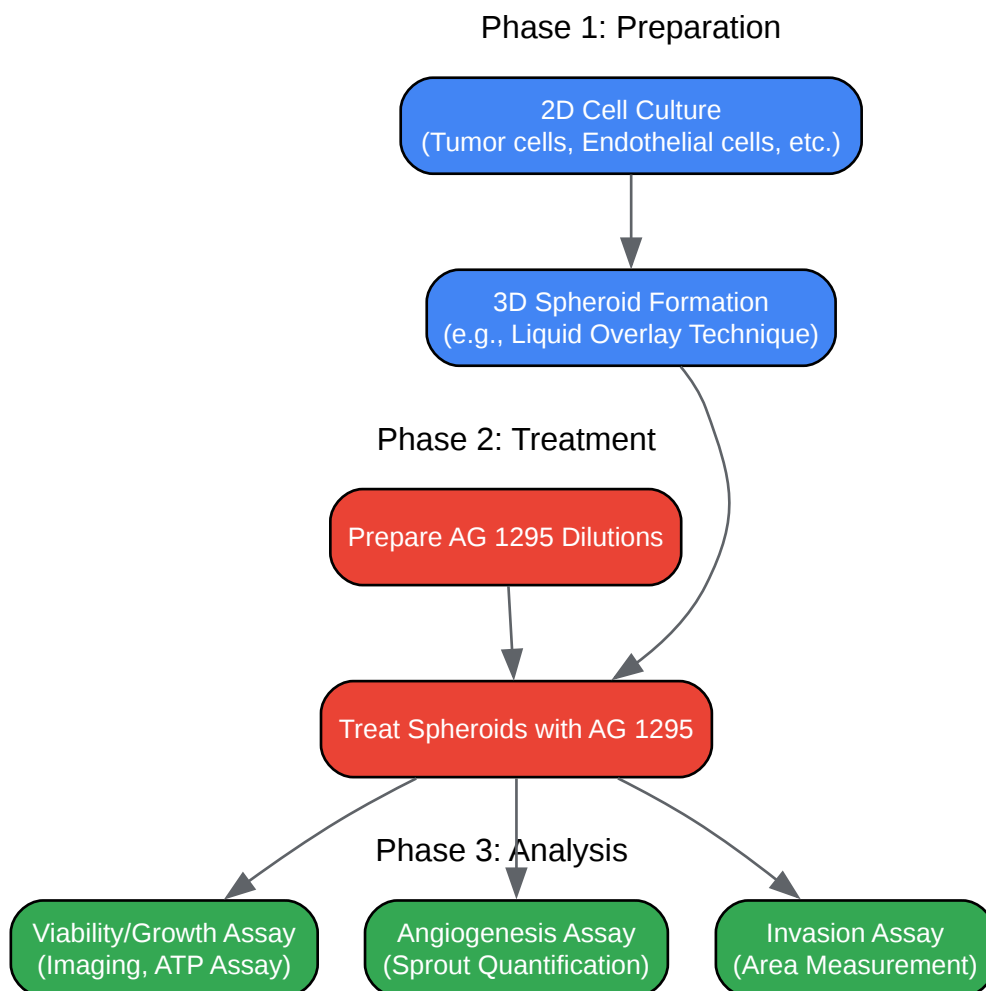 Phase 1: Preparation
2D Cell Culture
(Tumor cells, Endothelial cells, etc.)
3D Spheroid Formation
(e.g., Liquid Overlay Technique)
Phase 2: Treatment
Prepare AG 1295 Dilutions
Treat Spheroids with AG 1295
Phase 3: Analysis
Viability/Growth Assay
(Imaging, ATP Assay)
Angiogenesis Assay
(Sprout Quantification)
Invasion Assay
(Area Measurement)